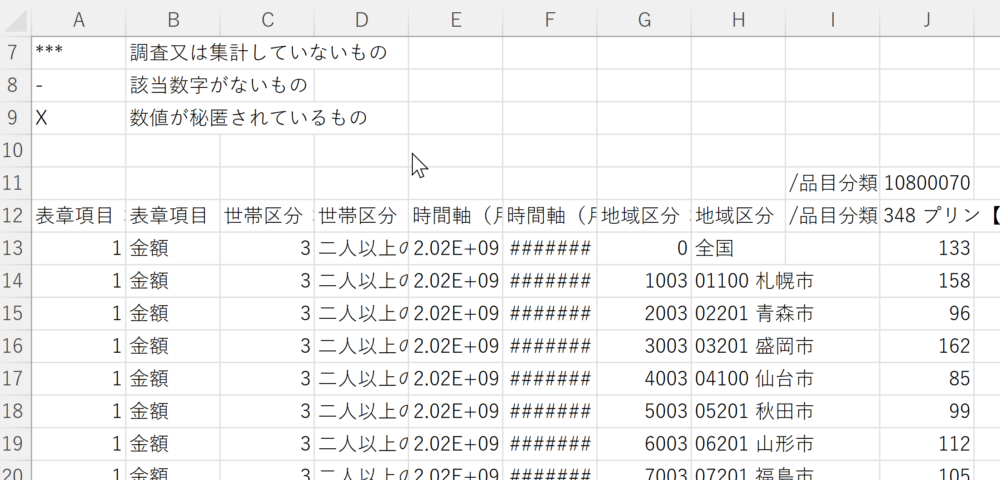 A B C D E F G H I J
7 *** 調査又は集計していないもの
8 - 該当数字がないもの
9 X 数値が秘匿されているもの
10
11 /品目分類 10800070
12 表章項目 表章項目 世帯区分 世帯区分 時間軸（月 時間軸（月 地域区分 地域区分 /品目分類 348 プリン【
13 1 金額 3 二人以上の 2.02E+09 ####### 0 全国 133
14 1 金額 3 二人以上の 2.02E+09 ####### 1003 01100 札幌市 158
15 1 金額 3 二人以上の 2.02E+09 ####### 2003 02201 青森市 96
16 1 金額 3 二人以上の 2.02E+09 ####### 3003 03201 盛岡市 162
17 1 金額 3 二人以上の 2.02E+09 ####### 4003 04100 仙台市 85
18 1 金額 3 二人以上の 2.02E+09 ####### 5003 05201 秋田市 99
19 1 金額 3 二人以上の 2.02E+09 ####### 6003 06201 山形市 112
20 1 金額 3 二人以上の 2.02E+09 ####### 7003 07201 福島市 105